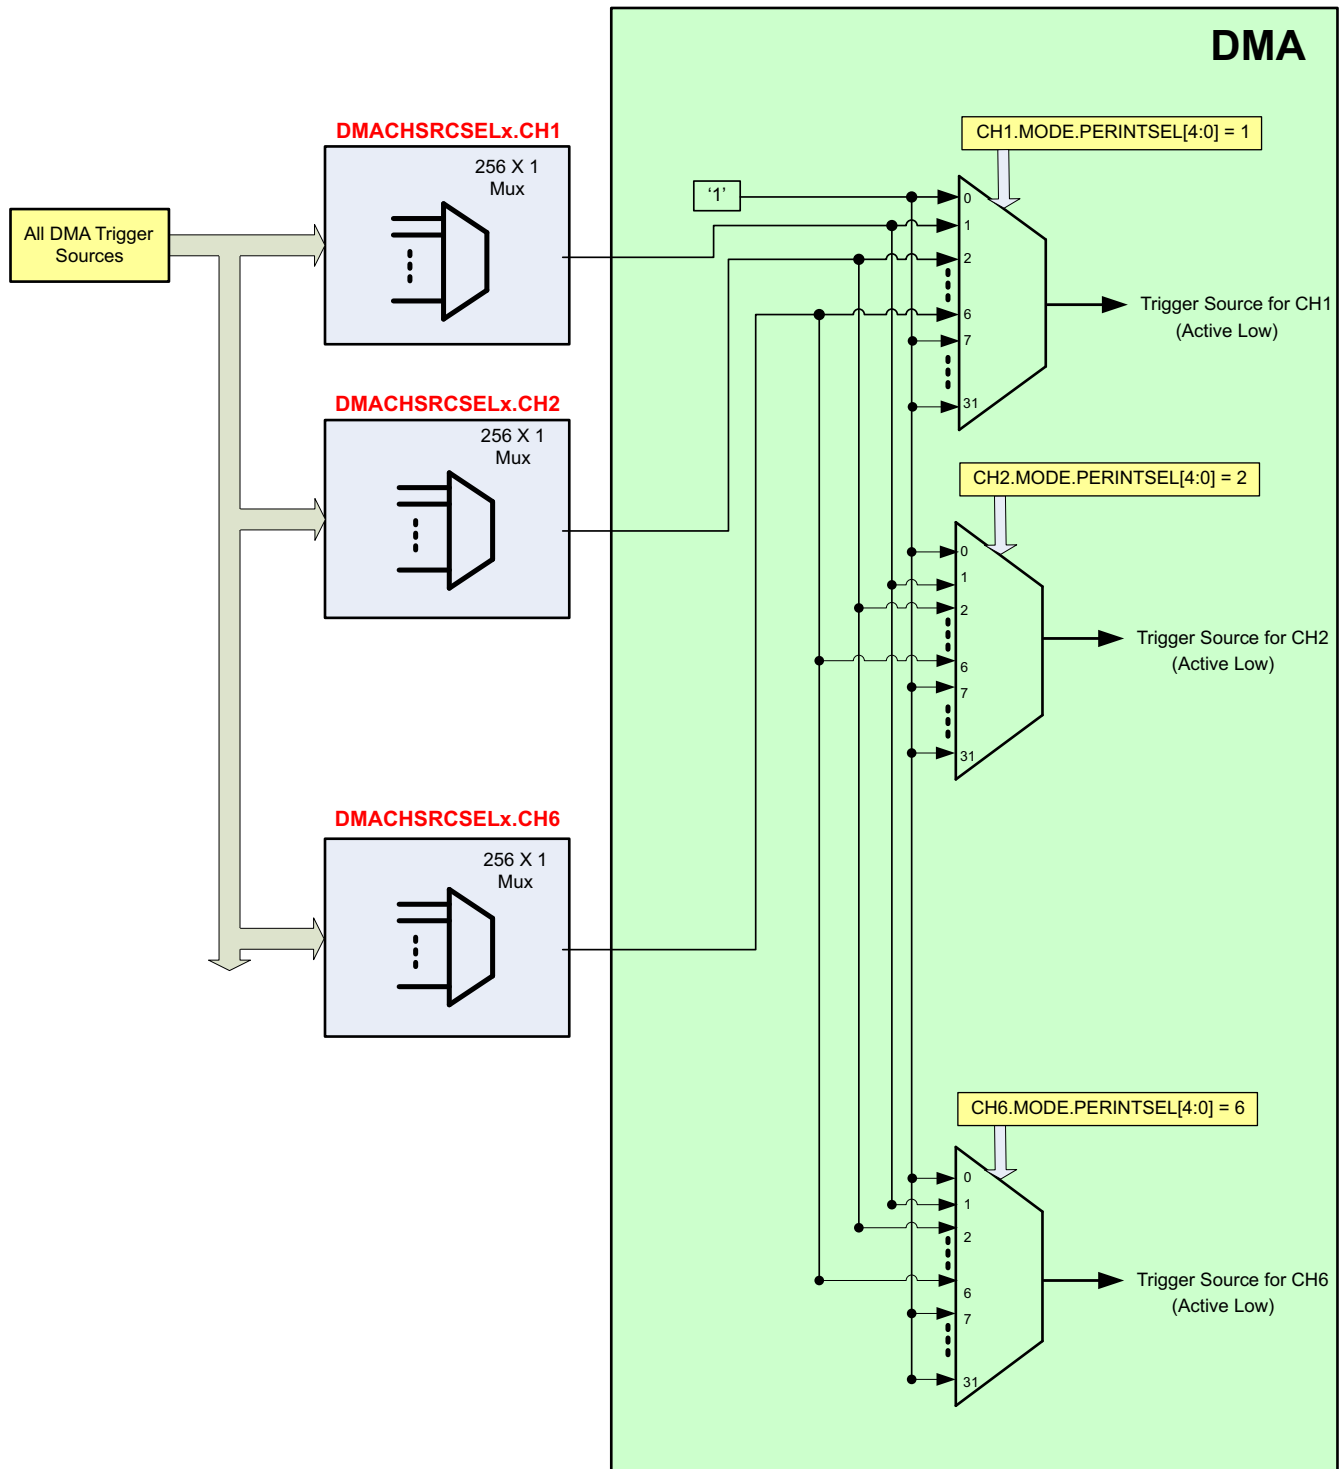 DMA
DMACHSRCSELx.CH1
256 X 1
Mux
All DMA Trigger
Sources
CH1.MODE.PERINTSEL[4:0] = 1
‘1’
0
1
2
6
7
31
Trigger Source for CH1
(Active Low)
DMACHSRCSELx.CH2
256 X 1
Mux
CH2.MODE.PERINTSEL[4:0] = 2
0
1
2
6
7
31
Trigger Source for CH2
(Active Low)
DMACHSRCSELx.CH6
256 X 1
Mux
CH6.MODE.PERINTSEL[4:0] = 6
0
1
2
6
7
31
Trigger Source for CH6
(Active Low)